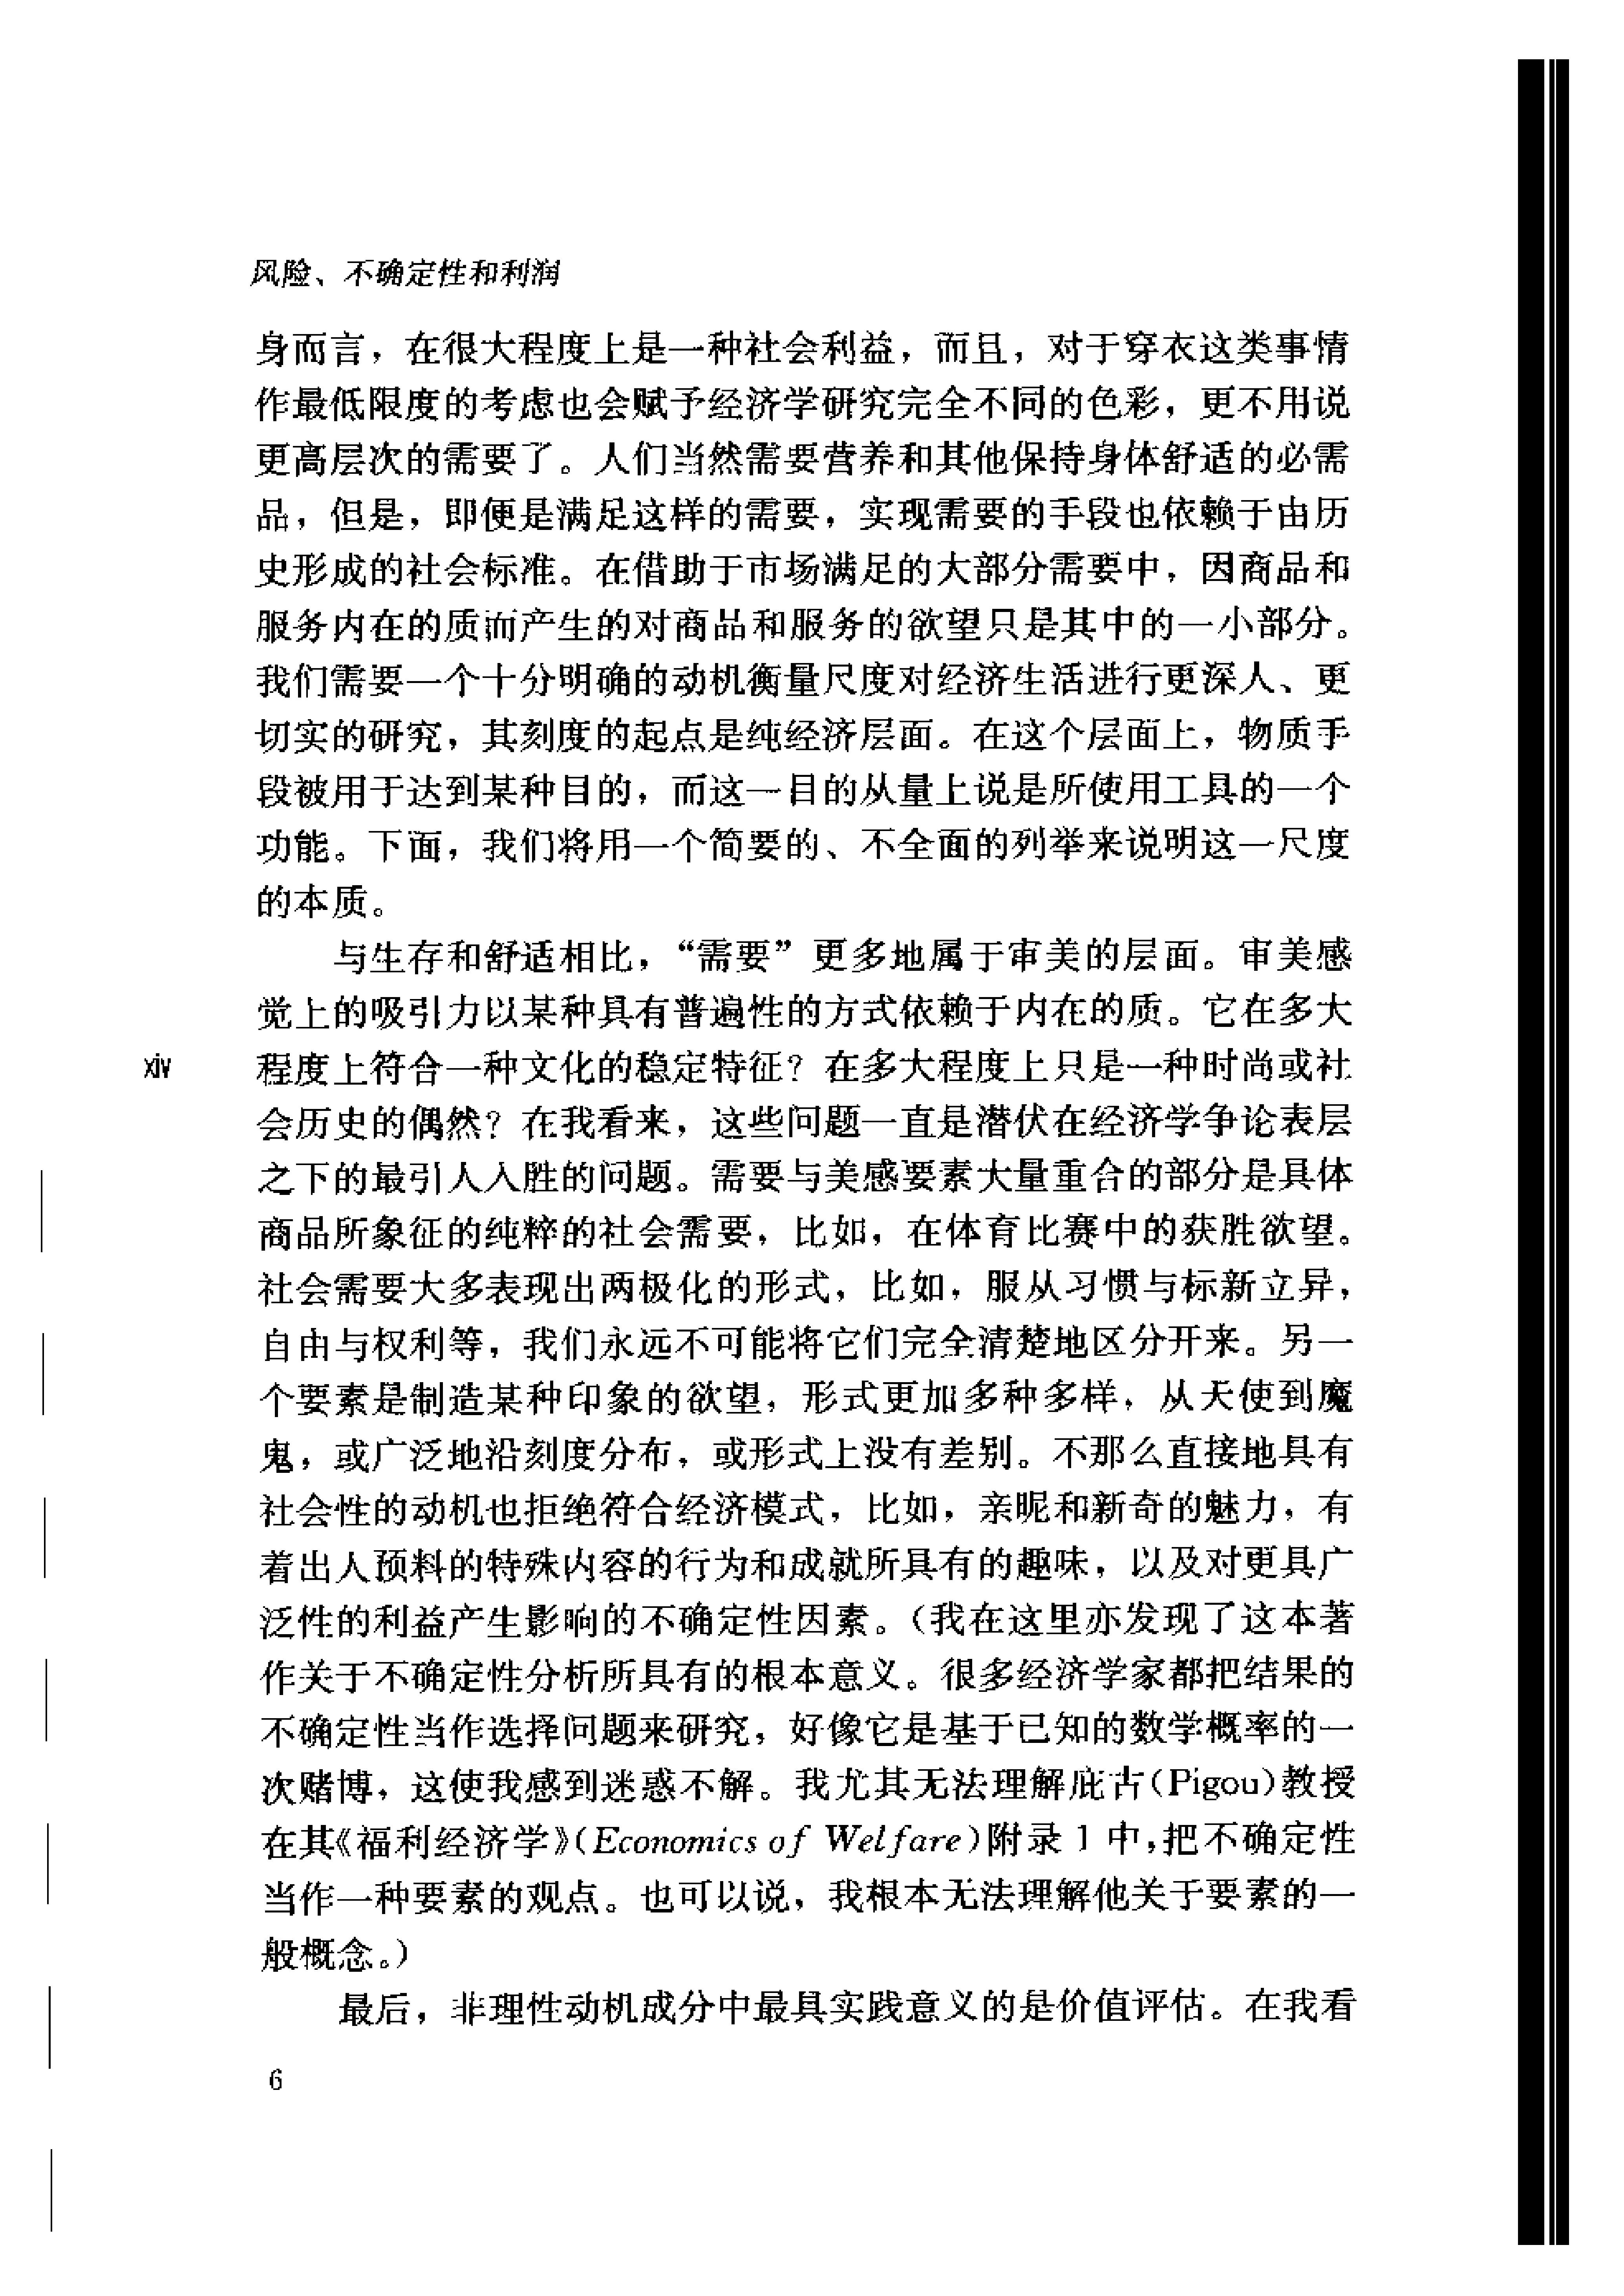 风险、不确定性和利润
身而言，在很大程度上是一种社会利益，而且，对于穿衣这类事情
作最低限度的考虑也会赋予经济学研究完全不同的色彩，更不用说
更高层次的需要了。人们当然需要营养和其他保持身体舒适的必需
品，但是，即便是满足这样的需要，实现需要的手段也依赖于由历
史形成的社会标准。在借助于市场满足的大部分需要中，因商品和
服务内在的质而产生的对商品和服务的欲望只是其中的一小部分。
我们需要一个十分明确的动机衡量尺度对经济生活进行更深人、更
切实的研究，其刻度的起点是纯经济层面。在这个层面上，物质手
段被用于达到某种目的，而这一目的从量上说是所使用工具的一个
功能。下面，我们将用一个简要的、不全面的列举来说明这一尺度
的本质。
与生存和舒适相比，“需要”更多地属于审美的层面。审美感
觉上的吸引力以某种具有普遍性的方式依赖于内在的质。它在多大
xiv 程度上符合一种文化的稳定特征？在多大程度上只是一种时尚或社
会历史的偶然？在我看来，这些问题一直是潜伏在经济学争论表层
之下的最引人入胜的问题。需要与美感要素大量重合的部分是具体
商品所象征的纯粹的社会需要，比如，在体育比赛中的获胜欲望。
社会需要大多表现出两极化的形式，比如，服从习惯与标新立异，
自由与权利等，我们永远不可能将它们完全清楚地区分开来。另一
个要素是制造某种印象的欲望，形式更加多种多样，从天使到魔
鬼，或广泛地沿刻度分布，或形式上没有差别。不那么直接地具有
社会性的动机也拒绝符合经济模式，比如，亲昵和新奇的魅力，有
着出人预料的特殊内容的行为和成就所具有的趣味，以及对更具广
泛性的利益产生影响的不确定性因素。（我在这里亦发现了这本著
作关于不确定性分析所具有的根本意义。很多经济学家都把结果的
不确定性当作选择问题来研究，好像它是基于已知的数学概率的一
次赌博，这使我感到迷惑不解。我尤其无法理解庇古（Pigou）教授
在其《福利经济学》（Economics of Welfare）附录1中，把不确定性
当作一种要素的观点。也可以说，我根本无法理解他关于要素的一
般概念。）
最后，非理性动机成分中最具实践意义的是价值评估。在我看
6